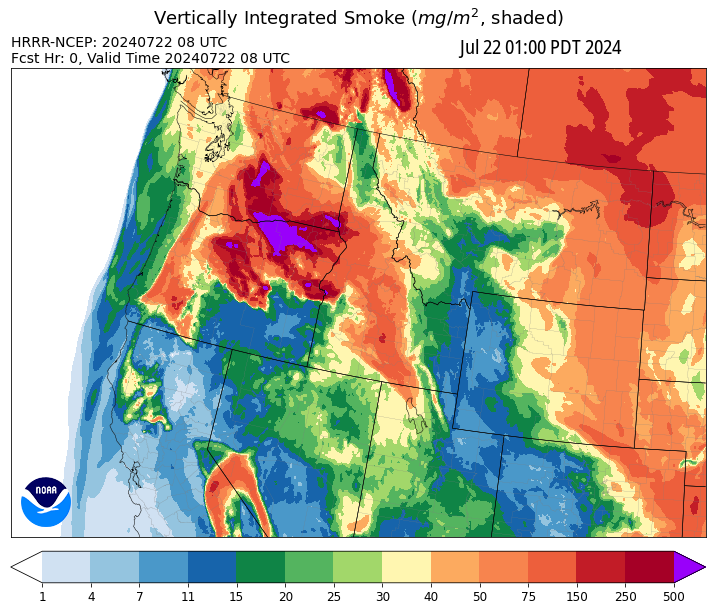 Vertically Integrated Smoke (mg/m², shaded)
HRRR-NCEP: 20240722 08 UTC
Jul 22 01:00 PDT 2024
Fcst Hr: 0, Valid Time 20240722 08 UTC
NOAA
1 4 7 11 15 20 25 30 40 50 75 150 250 500